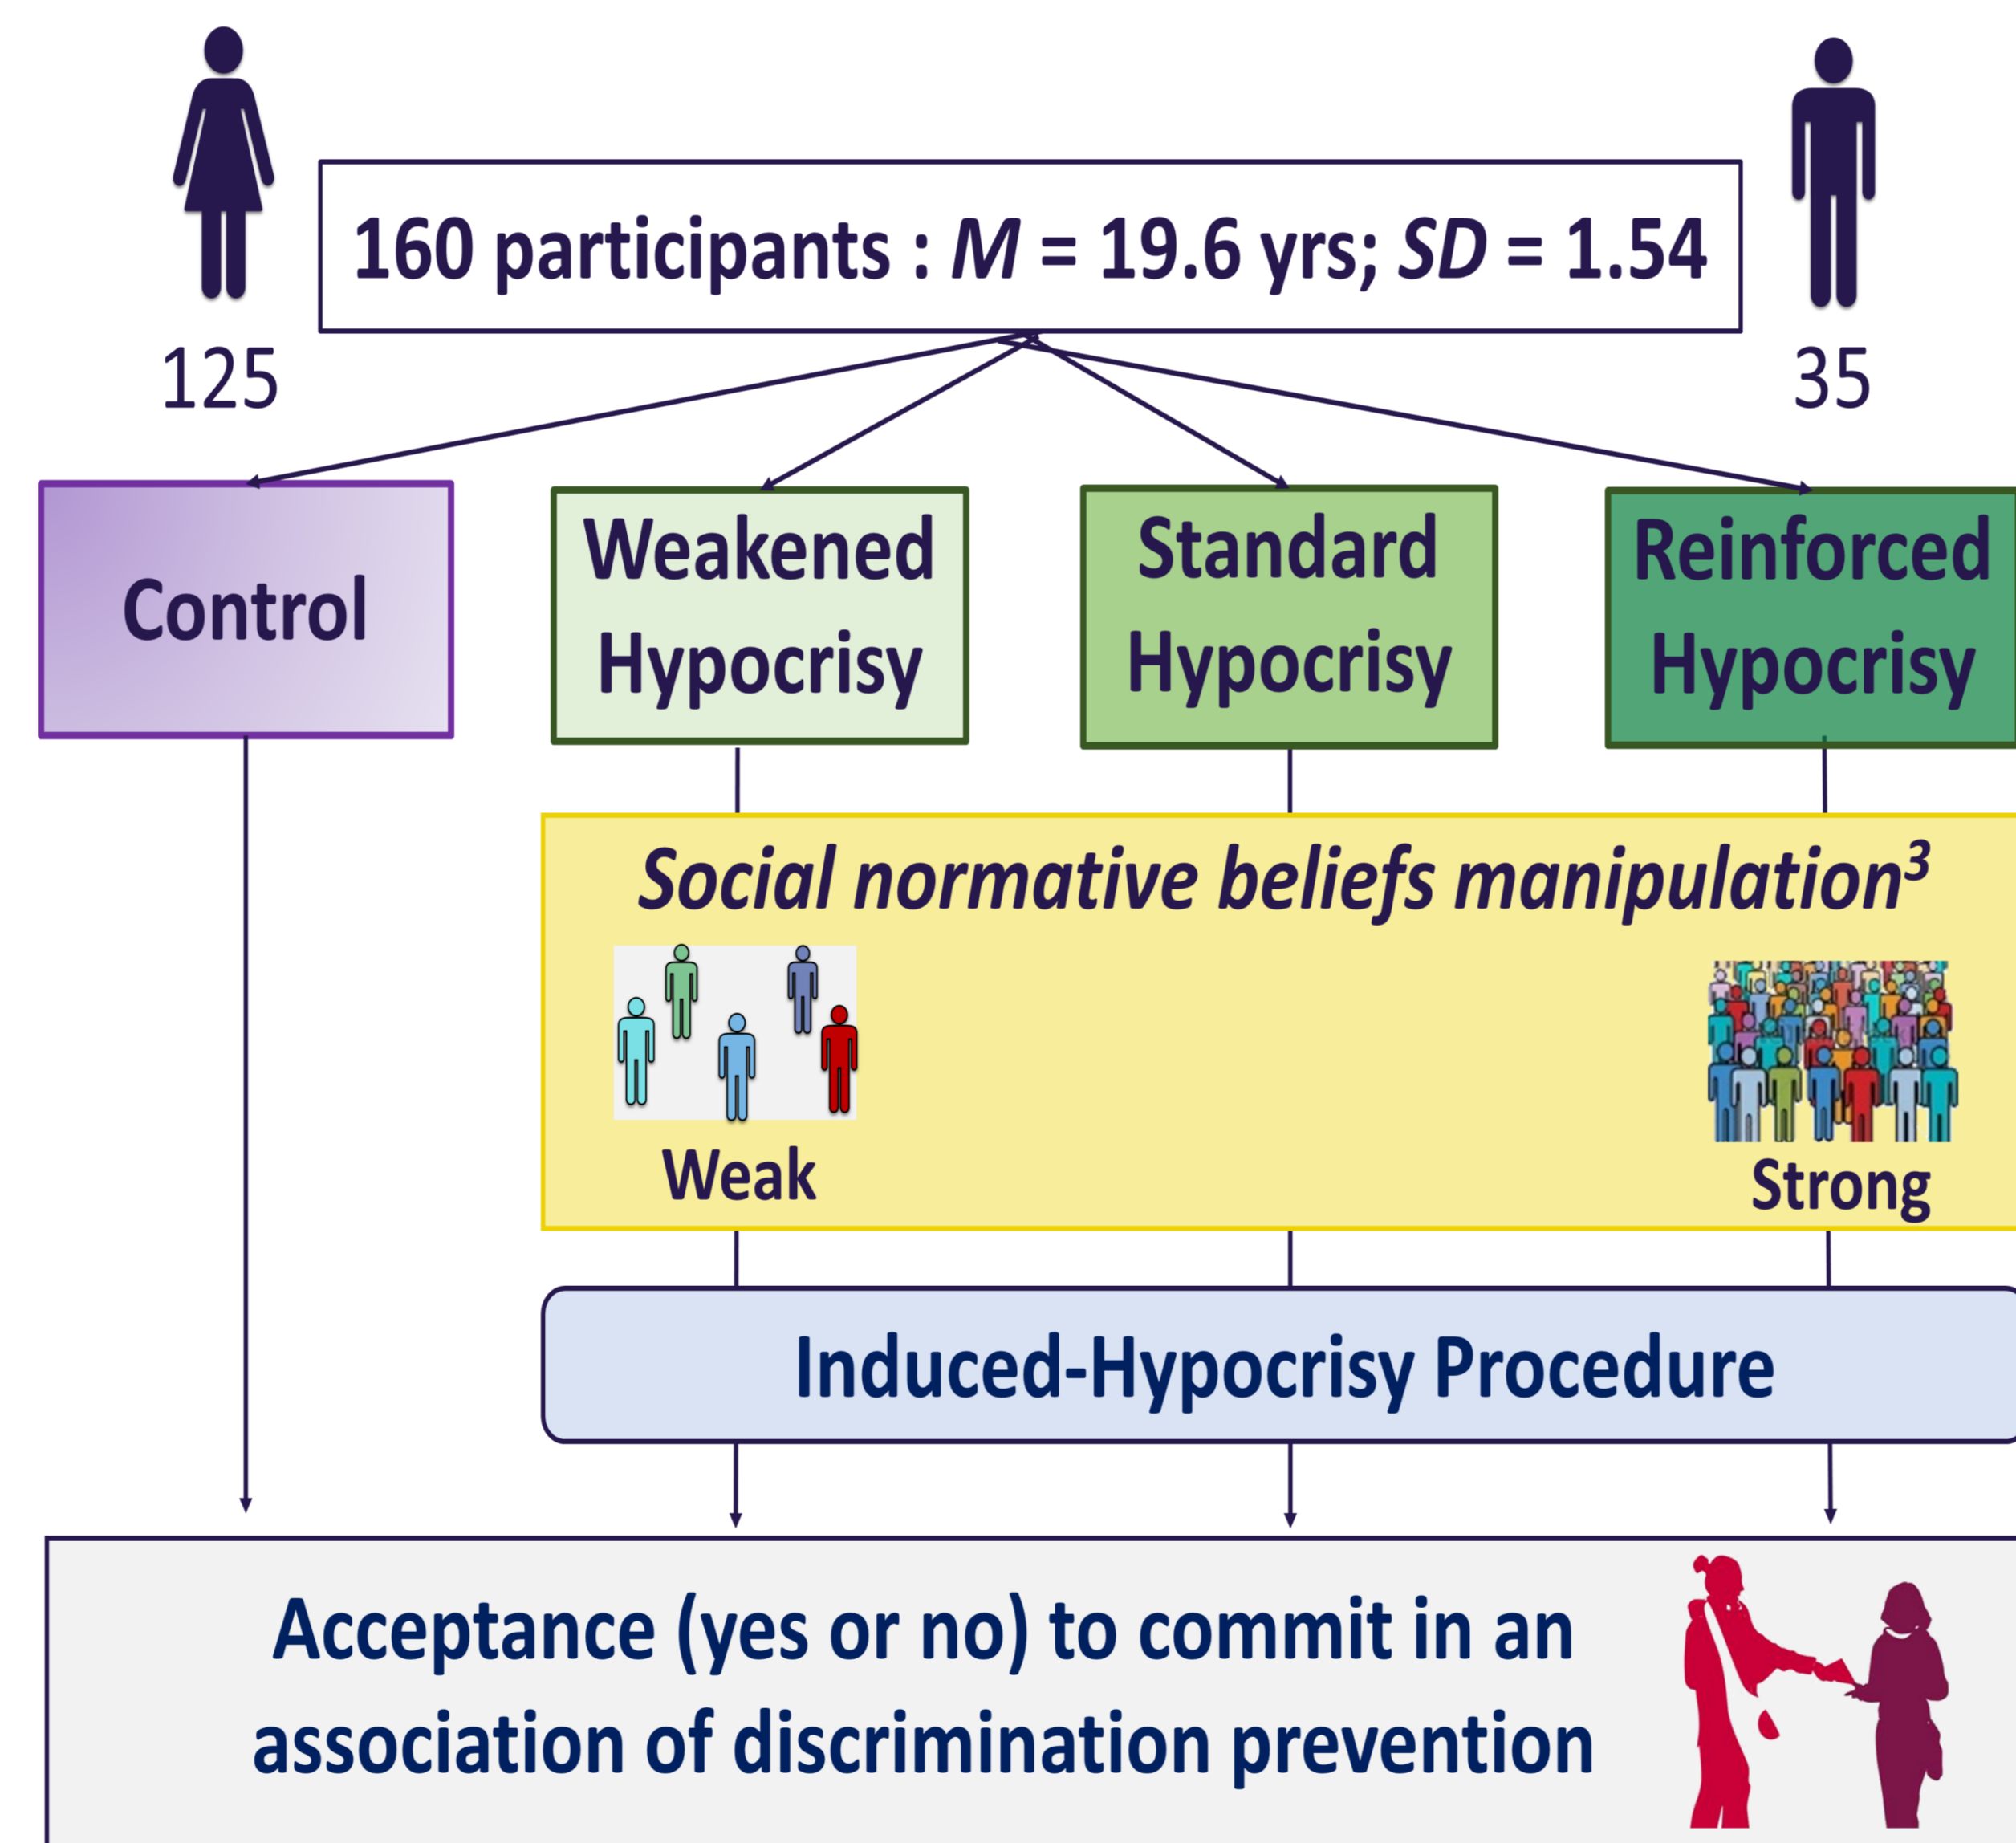 160 participants : M = 19.6 yrs; SD = 1.54
125
35
Control
Weakened
Hypocrisy
Standard
Hypocrisy
Reinforced
Hypocrisy
Social normative beliefs manipulation³
Weak
Strong
Induced-Hypocrisy Procedure
Acceptance (yes or no) to commit in an
association of discrimination prevention